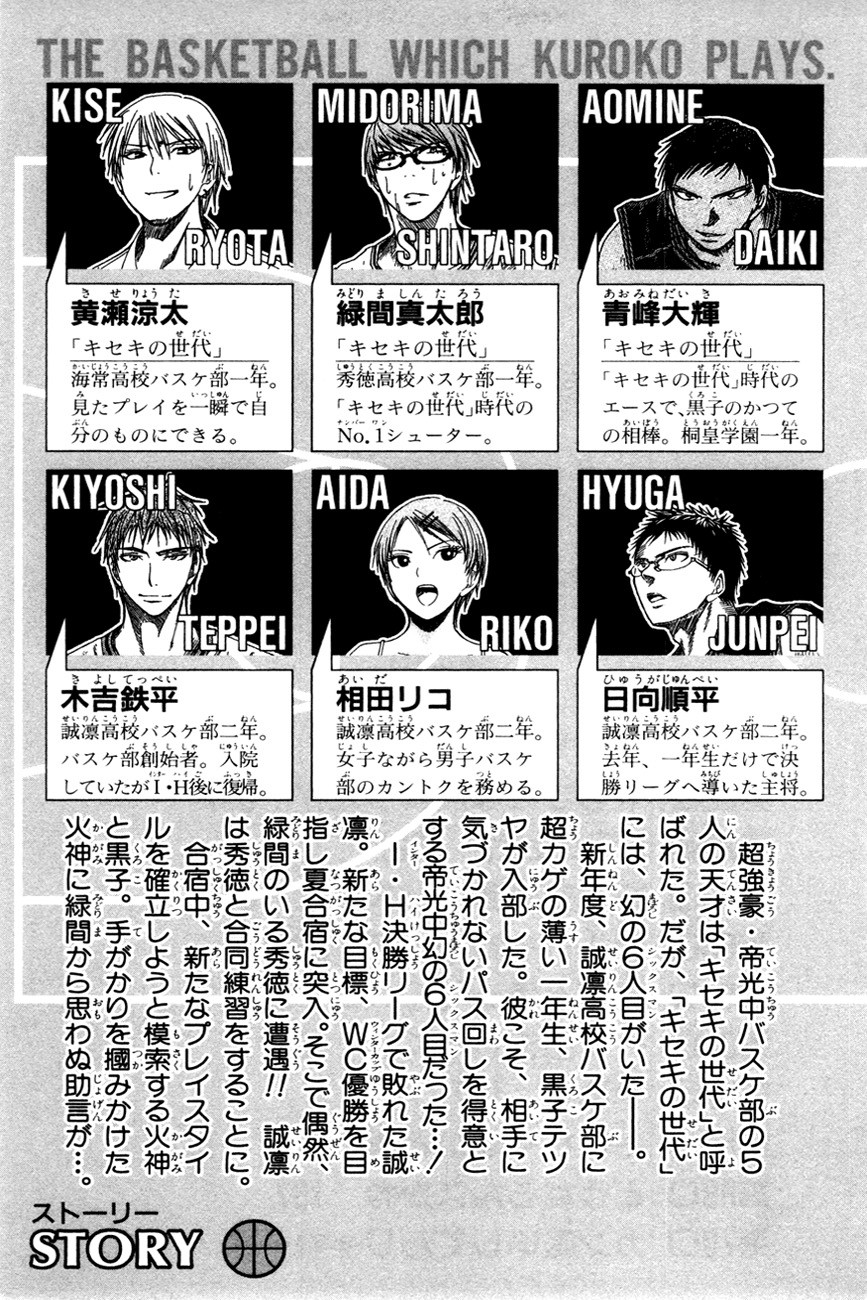 THE BASKETBALL WHICH KUROKO PLAYS.
KISE
RYOTA
黄瀬涼太
「キセキの世代」
海常高校バスケ部一年。
見たプレイを一瞬で自
分のものにできる。
MIDORIMA
SHINTARO
緑間真太郎
「キセキの世代」
秀徳高校バスケ部一年。
「キセキの世代」時代の
No.1シューター。
AOMINE
DAIKI
青峰大輝
「キセキの世代」
「キセキの世代」時代の
エースで、黒子のかつて
の相棒。桐皇学園一年。
KIYOSHI
TEPPEI
木吉鉄平
誠凛高校バスケ部二年。
バスケ部創始者。入院
していたがI・H後に復帰。
AIDA
RIKO
相田リコ
誠凛高校バスケ部二年。
女子ながら男子バスケ
部のカントクを務める。
HYUGA
JUNPEI
日向順平
誠凛高校バスケ部二年。
去年、一年生だけで決
勝リーグへ導いた主将。
超強豪・帝光中バスケ部の5
人の天才は「キセキの世代」と呼
ばれた。だが、「キセキの世代」
には、幻の6人目がいた――。
新年度、誠凛高校バスケ部に
超カゲの薄い一年生、黒子テツ
ヤが入部した。彼こそ、相手に
気づかれないパス回しを得意と
する帝光中幻の6人目だった…!
I・H決勝リーグで敗れた誠
凛。新たな目標、WC優勝を目
指し夏合宿に突入。そこで偶然、
緑間のいる秀徳に遭遇!! 誠凛
は秀徳と合同練習をすることに。
合宿中、新たなプレイスタイ
ルを確立しようと模索する火神
と黒子。手がかりを摑みかけた
火神に緑間から思わぬ助言が…。
ストーリー
STORY